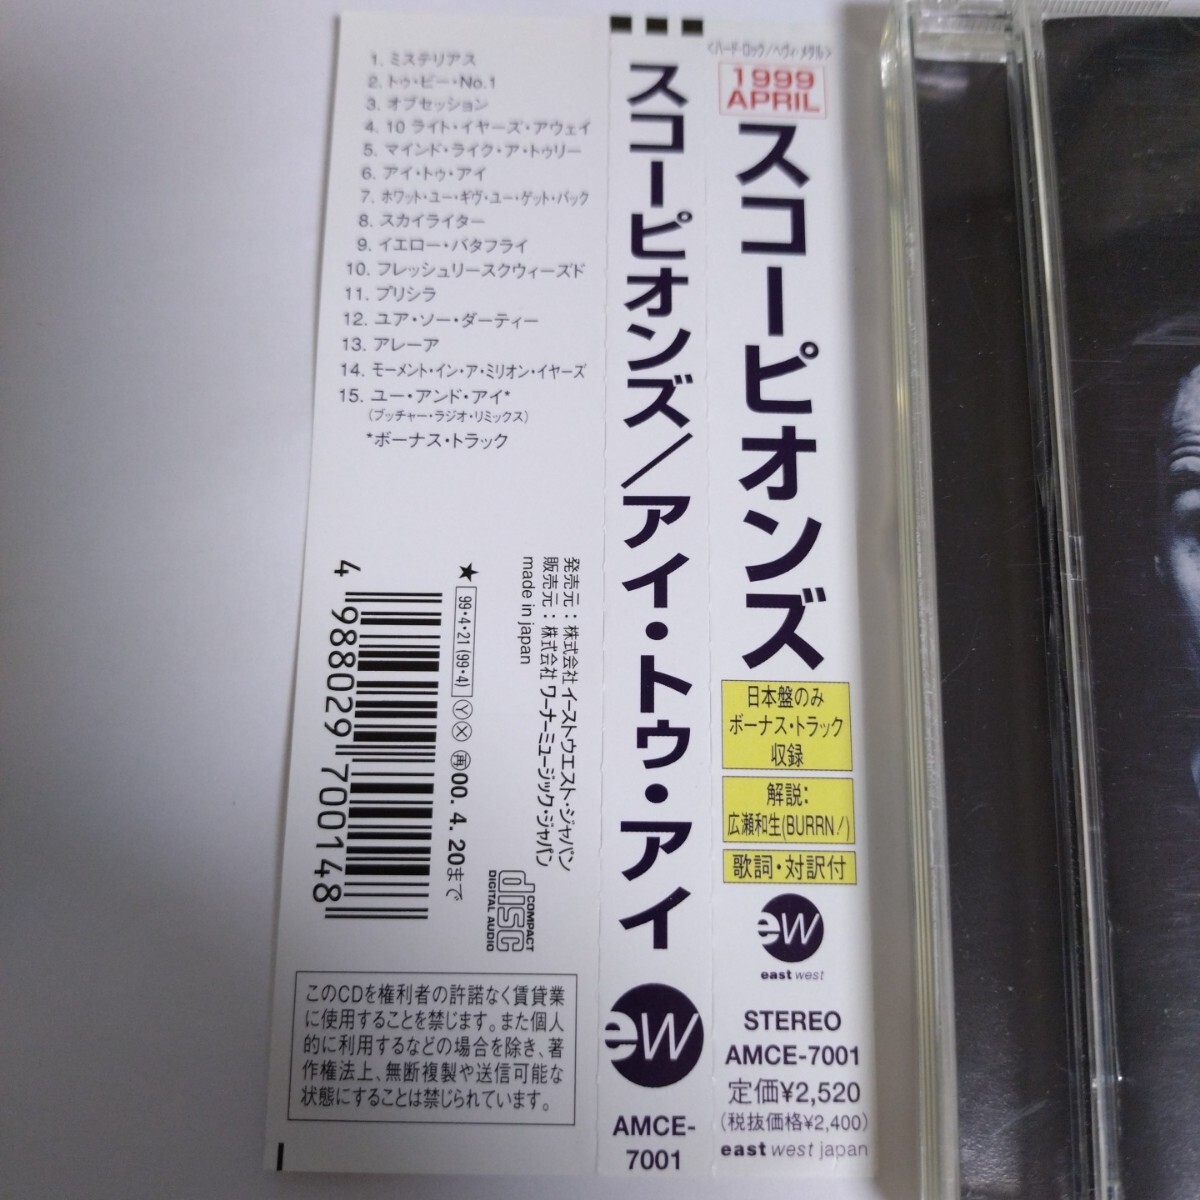 1. ミステリアス
2. トゥ・ビー・No.1
3. オブセッション
4. 10 ライト・イヤーズ・アウェイ
5. マインド・ライク・ア・トゥリー
6. アイ・トゥ・アイ
7. ホワット・ユー・ギヴ・ユー・ゲット・バック
8. スカイライター
9. イエロー・バタフライ
10. フレッシュリースクウィーズド
11. プリシラ
12. ユア・ソー・ダーティー
13. アレーア
14. モーメント・イン・ア・ミリオン・イヤーズ
15. ユー・アンド・アイ*
(ブッチャー・ラジオ・リミックス)
*ボーナス・トラック
発売元:株式会社 イーストウエスト・ジャパン
販売元:株式会社 ワーナーミュージック・ジャパン
made in japan
★ 99・4・21 (99・4) Ⓨ Ⓧ 再 00. 4. 20まで
4 988029 700148
COMPACT
disc
DIGITAL AUDIO
このCDを権利者の許諾なく賃貸業
に使用することを禁じます。また個人
的に利用するなどの場合を除き、著
作権法上、無断複製や送信可能な
状態にすることは禁じられています。
スコーピオンズ/アイ・トゥ・アイ
ew
AMCE-
7001
<ハード・ロック/ヘヴィ・メタル>
1999
APRIL
スコーピオンズ
日本盤のみ
ボーナス・トラック
収録
解説:
広瀬和生(BURRN!)
歌詞・対訳付
ew
east west
STEREO
AMCE-7001
定価¥2,520
(税抜価格¥2,400)
east west japan